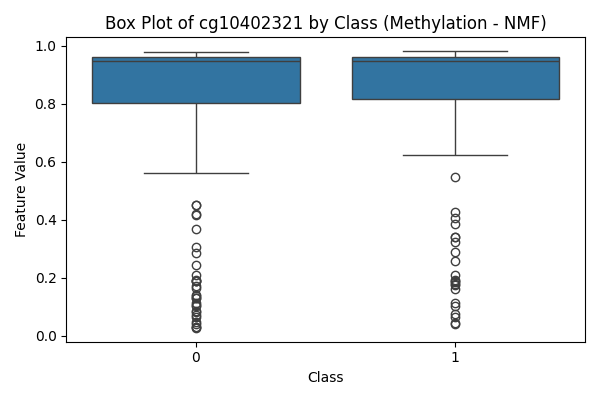 Box Plot of cg10402321 by Class (Methylation - NMF)
1.0
0.8
0.6
0.4
0.2
0.0
Feature Value
0 1
Class